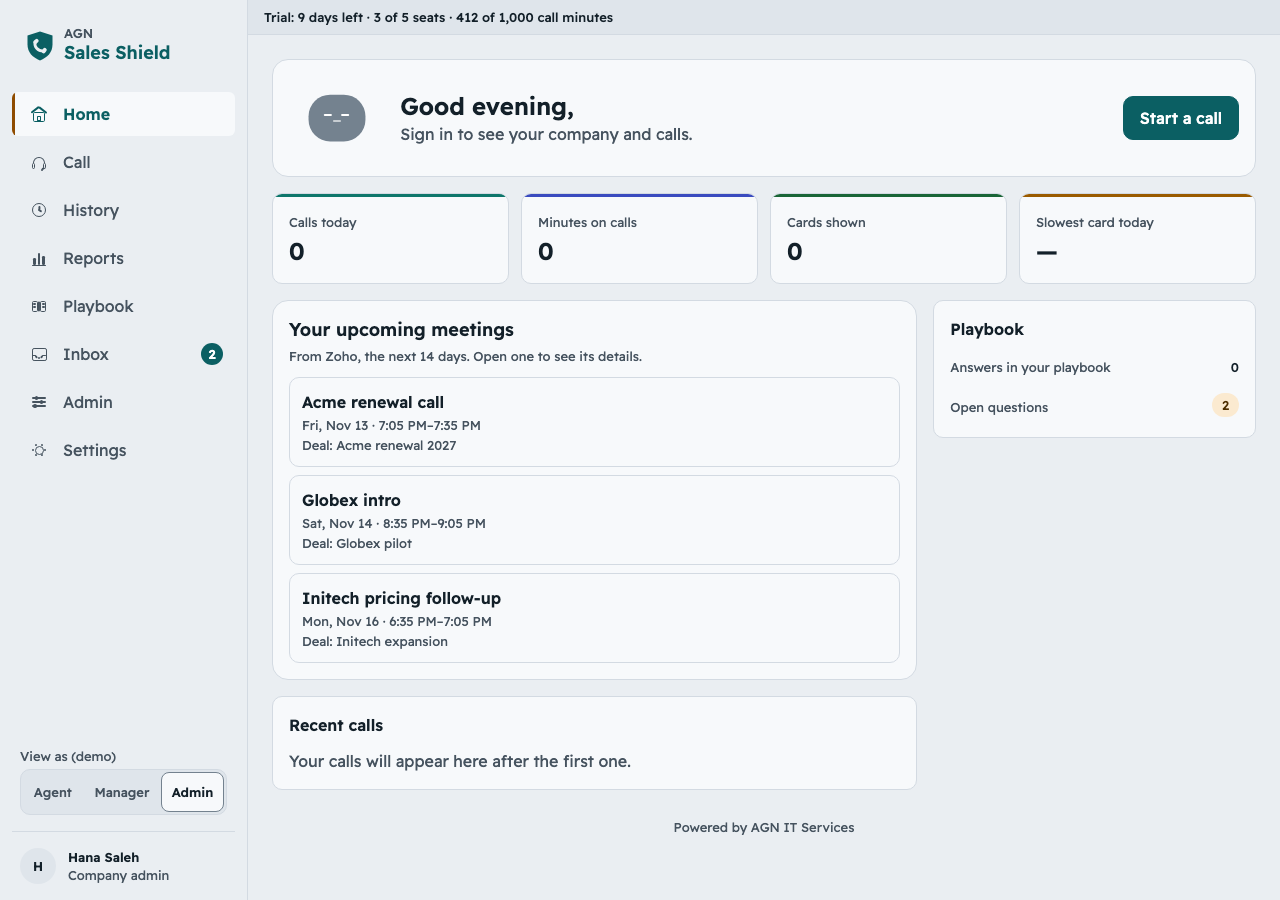 Trial: 9 days left · 3 of 5 seats · 412 of 1,000 call minutes
AGN
Sales Shield
Home
Call
History
Reports
Playbook
Inbox
2
Admin
Settings
View as (demo)
Agent
Manager
Admin
H
Hana Saleh
Company admin
Good evening,
Sign in to see your company and calls.
Start a call
Calls today
0
Minutes on calls
0
Cards shown
0
Slowest card today
—
Your upcoming meetings
From Zoho, the next 14 days. Open one to see its details.
Acme renewal call
Fri, Nov 13 · 7:05 PM–7:35 PM
Deal: Acme renewal 2027
Globex intro
Sat, Nov 14 · 8:35 PM–9:05 PM
Deal: Globex pilot
Initech pricing follow-up
Mon, Nov 16 · 6:35 PM–7:05 PM
Deal: Initech expansion
Playbook
Answers in your playbook
0
Open questions
2
Recent calls
Your calls will appear here after the first one.
Powered by AGN IT Services